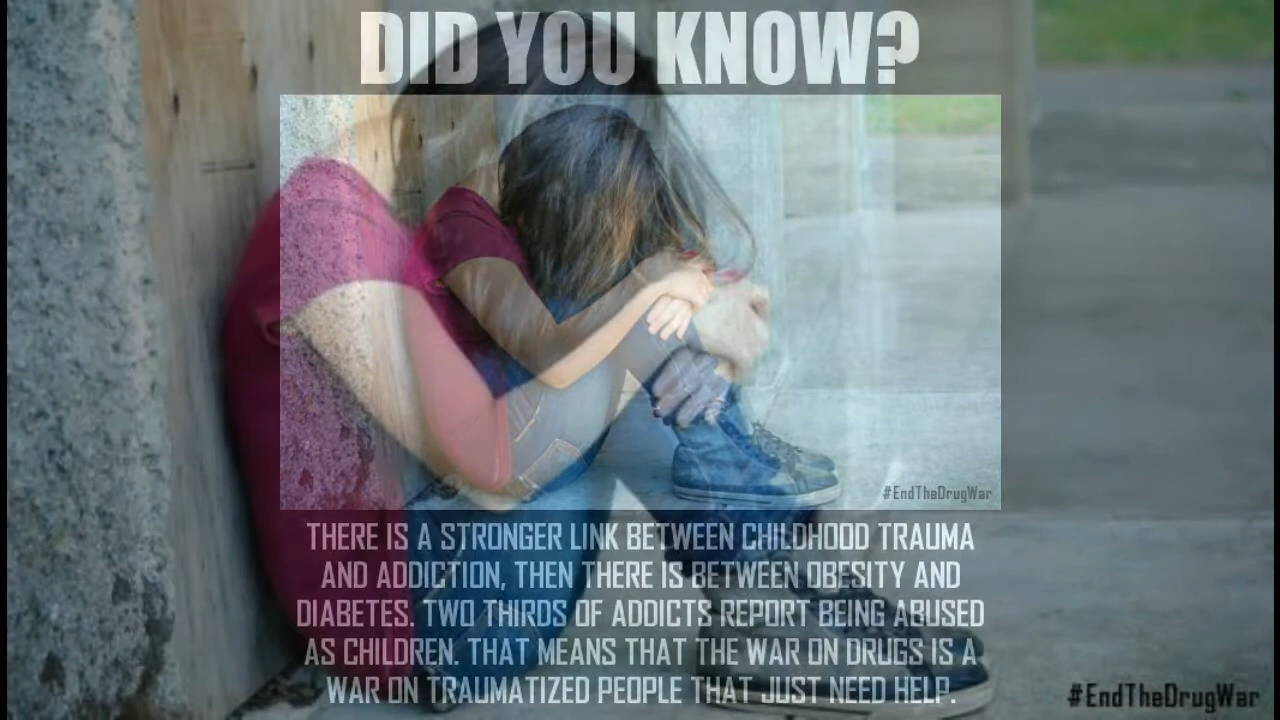 DID YOU KNOW?
#EndTheDrugWar
THERE IS A STRONGER LINK BETWEEN CHILDHOOD TRAUMA
AND ADDICTION, THEN THERE IS BETWEEN OBESITY AND
DIABETES. TWO THIRDS OF ADDICTS REPORT BEING ABUSED
AS CHILDREN. THAT MEANS THAT THE WAR ON DRUGS IS A
WAR ON TRAUMATIZED PEOPLE THAT JUST NEED HELP.
#EndTheDrugWar